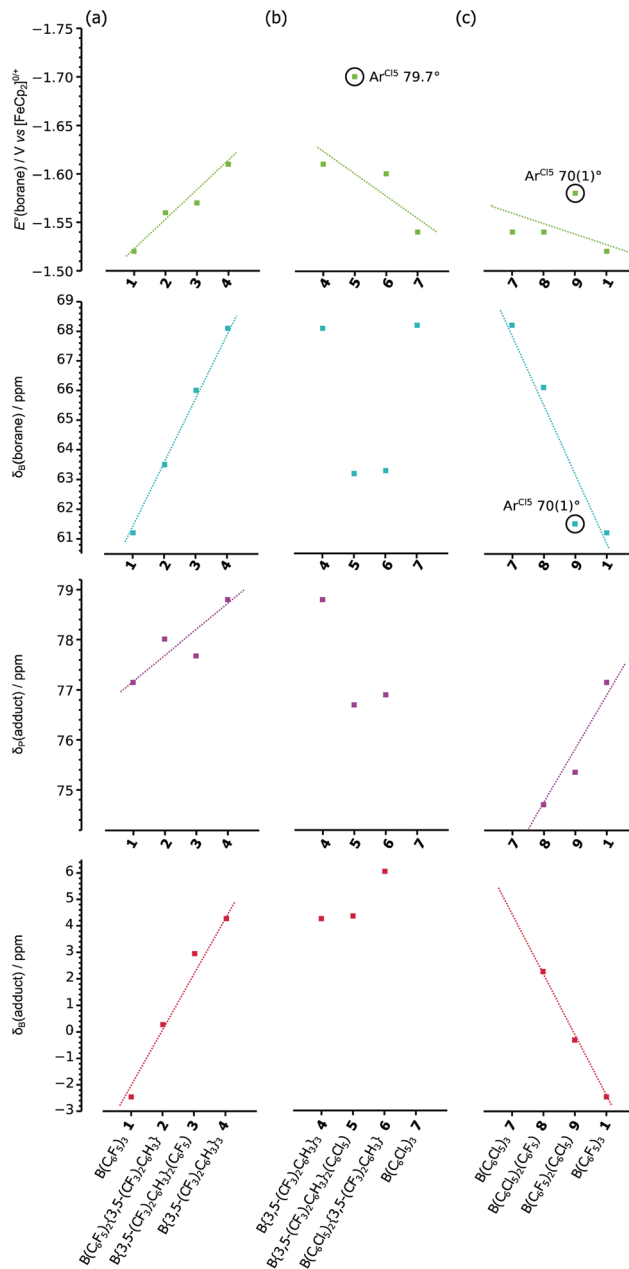 (a) (b) (c)
E°(borane) / V vs [FeCp₂]⁰ᐟ⁺
−1.75
−1.70
−1.65
−1.60
−1.55
−1.50
Ar^Cl5 79.7°
Ar^Cl5 70(1)°
1 2 3 4 4 5 6 7 7 8 9 1
δB(borane) / ppm
69
68
67
66
65
64
63
62
61
Ar^Cl5 70(1)°
1 2 3 4 4 5 6 7 7 8 9 1
δP(adduct) / ppm
79
78
77
76
75
1 2 3 4 4 5 6 7 7 8 9 1
δB(adduct) / ppm
6
5
4
3
2
1
0
−1
−2
−3
1 2 3 4 4 5 6 7 7 8 9 1
B(C₆F₅)₃
B(C₆F₅)₂{3,5-(CF₃)₂C₆H₃}
B{3,5-(CF₃)₂C₆H₃}₂(C₆F₅)
B{3,5-(CF₃)₂C₆H₃}₃
B{3,5-(CF₃)₂C₆H₃}₃
B{3,5-(CF₃)₂C₆H₃}₂(C₆Cl₅)
B(C₆Cl₅)₂{3,5-(CF₃)₂C₆H₃}
B(C₆Cl₅)₃
B(C₆Cl₅)₃
B(C₆Cl₅)₂(C₆F₅)
B(C₆F₅)₂(C₆Cl₅)
B(C₆F₅)₃